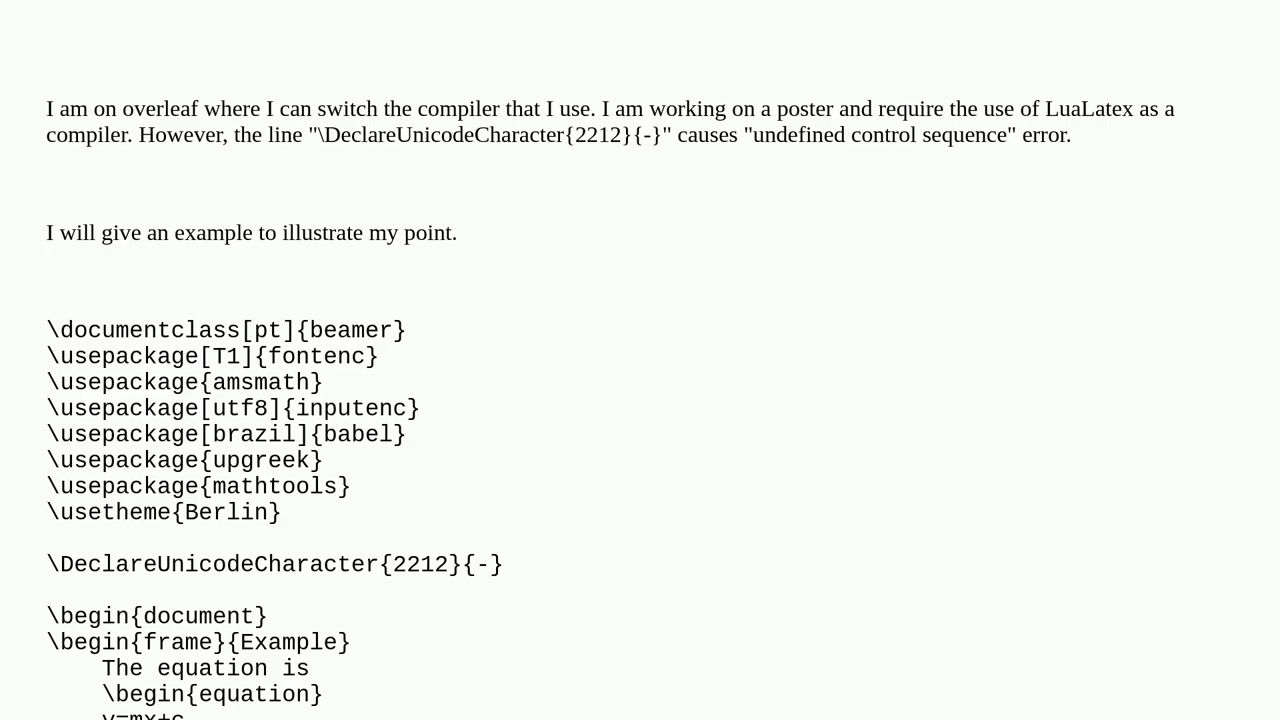 I am on overleaf where I can switch the compiler that I use. I am working on a poster and require the use of LuaLatex as a
compiler. However, the line "\DeclareUnicodeCharacter{2212}{-}" causes "undefined control sequence" error.
I will give an example to illustrate my point.
\documentclass[pt]{beamer}
\usepackage[T1]{fontenc}
\usepackage{amsmath}
\usepackage[utf8]{inputenc}
\usepackage[brazil]{babel}
\usepackage{upgreek}
\usepackage{mathtools}
\usetheme{Berlin}
\DeclareUnicodeCharacter{2212}{-}
\begin{document}
\begin{frame}{Example}
    The equation is
    \begin{equation}
    y=mx+c